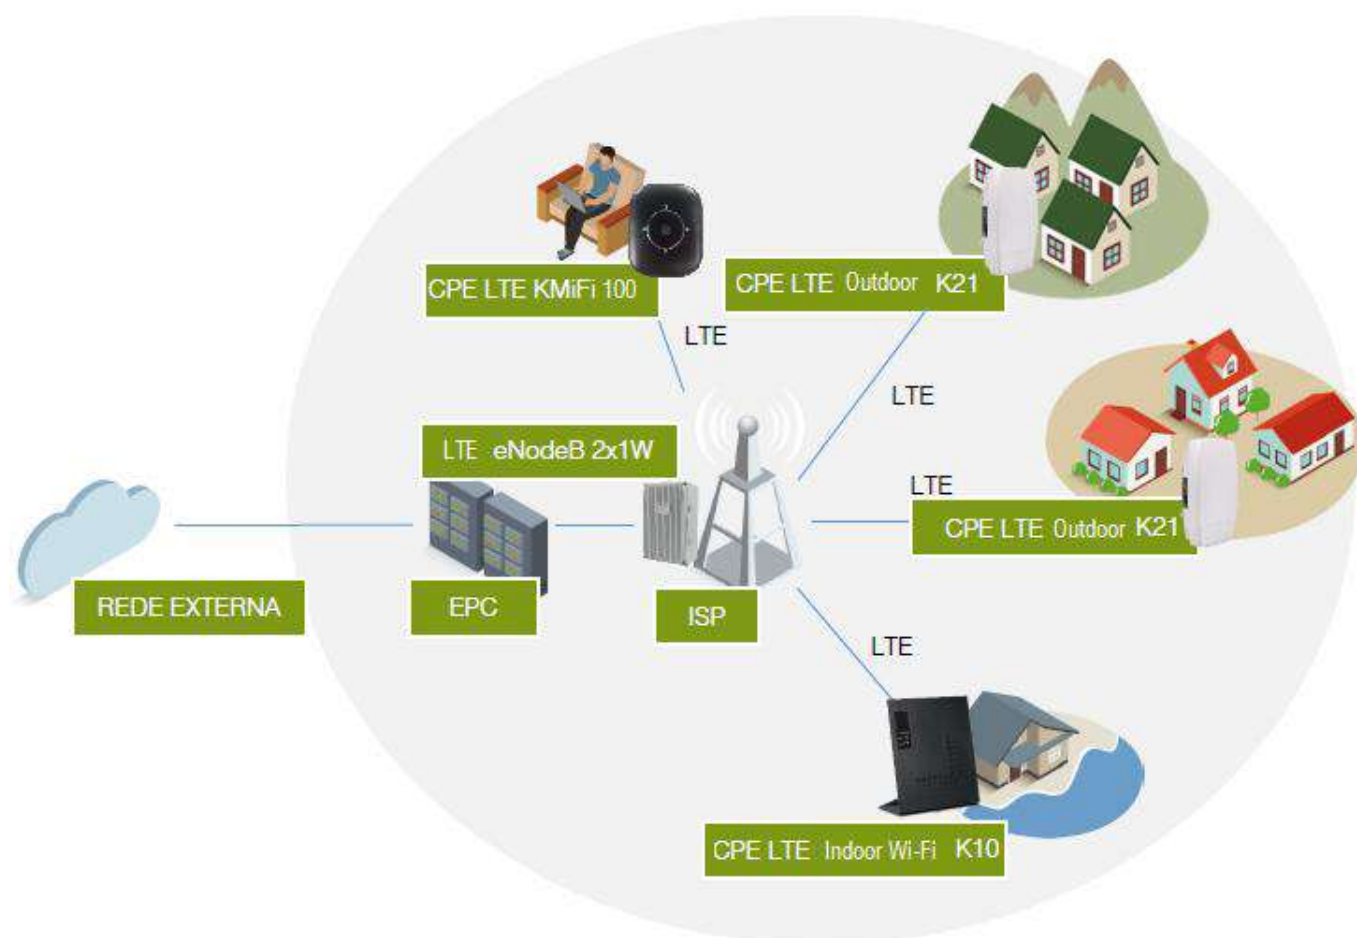 CPE LTE KMiFi 100
CPE LTE Outdoor K21
LTE
LTE
LTE eNodeB 2x1W
LTE
CPE LTE Outdoor K21
REDE EXTERNA
EPC
ISP
LTE
CPE LTE Indoor Wi-Fi K10